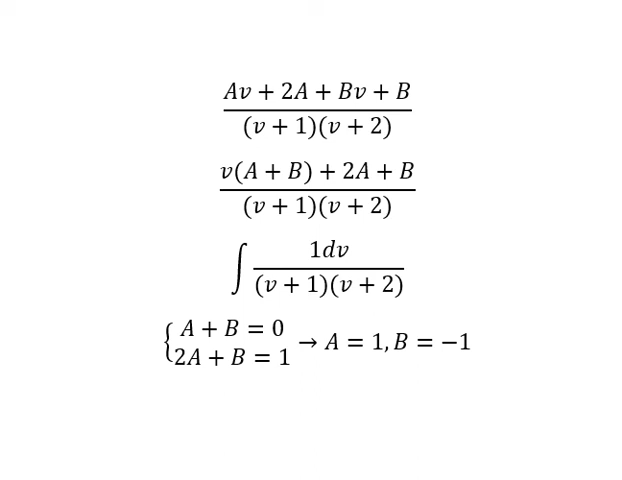 Av + 2A + Bv + B
(v + 1)(v + 2)
v(A + B) + 2A + B
(v + 1)(v + 2)
∫ 1dv
(v + 1)(v + 2)
{ A + B = 0
2A + B = 1 → A = 1, B = −1